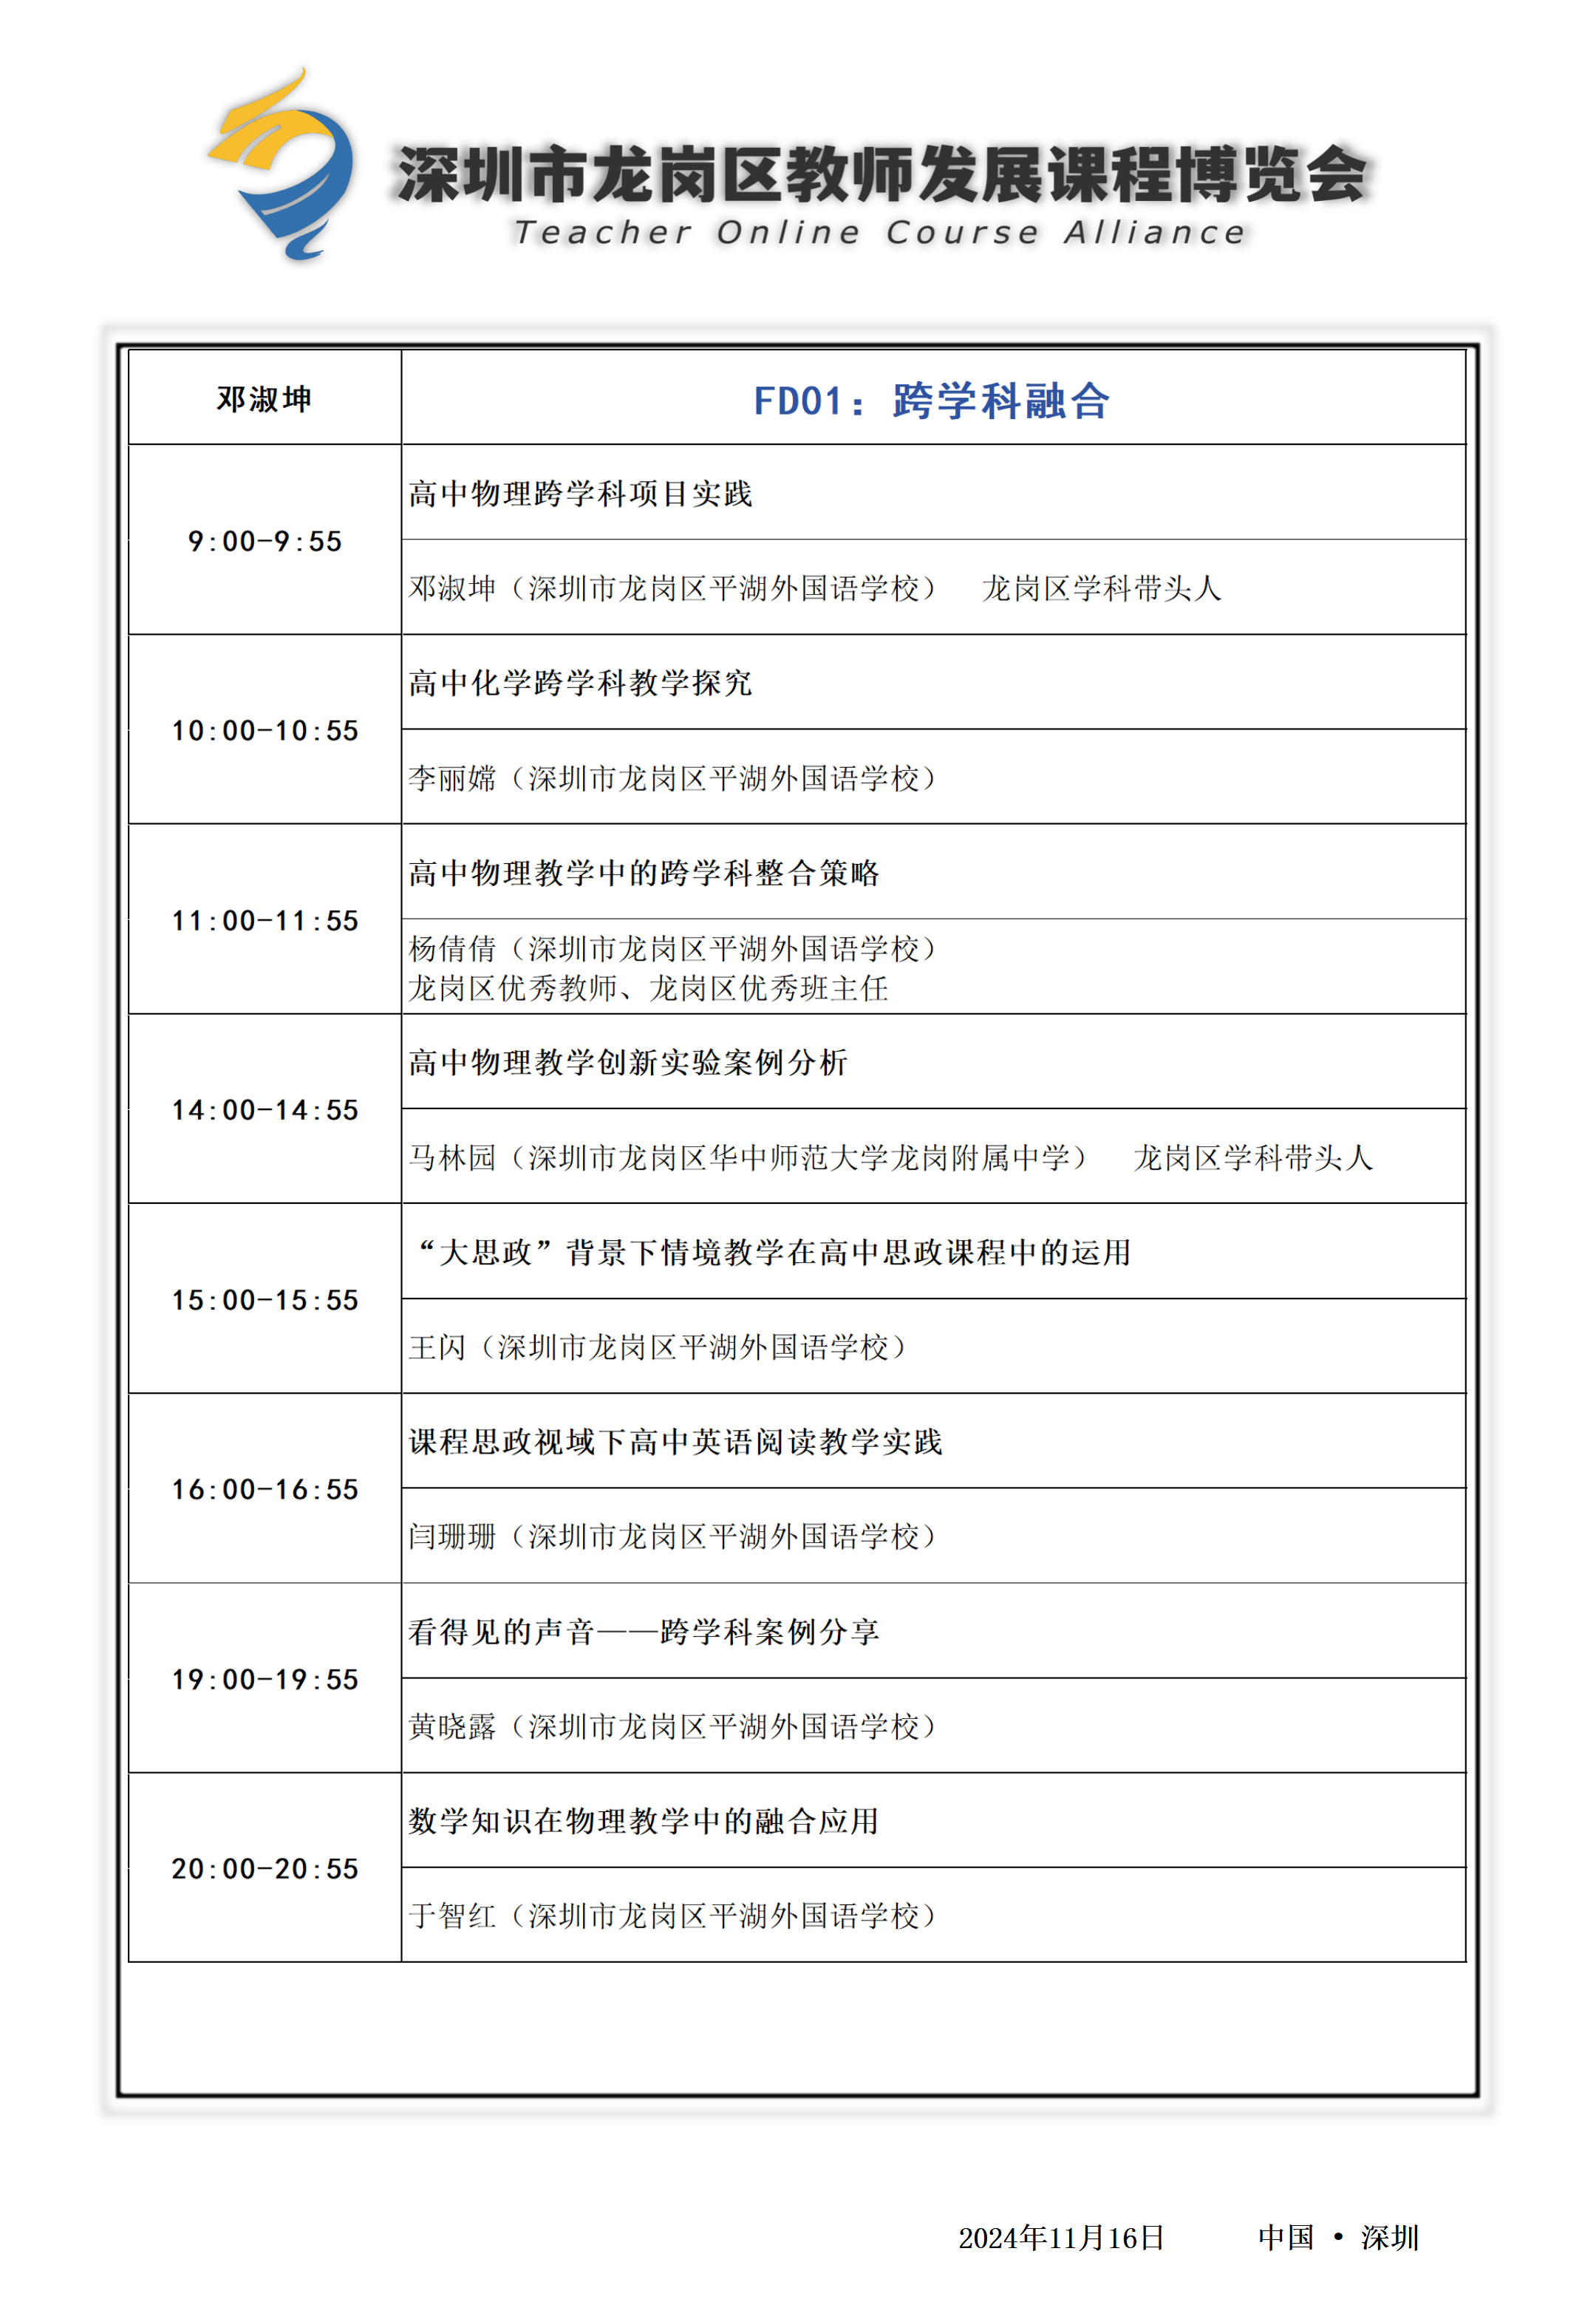 深圳市龙岗区教师发展课程博览会
Teacher Online Course Alliance
邓淑坤
FD01：跨学科融合
9:00-9:55
高中物理跨学科项目实践
邓淑坤（深圳市龙岗区平湖外国语学校） 龙岗区学科带头人
10:00-10:55
高中化学跨学科教学探究
李丽嫦（深圳市龙岗区平湖外国语学校）
11:00-11:55
高中物理教学中的跨学科整合策略
杨倩倩（深圳市龙岗区平湖外国语学校）
龙岗区优秀教师、龙岗区优秀班主任
14:00-14:55
高中物理教学创新实验案例分析
马林园（深圳市龙岗区华中师范大学龙岗附属中学） 龙岗区学科带头人
15:00-15:55
“大思政”背景下情境教学在高中思政课程中的运用
王闪（深圳市龙岗区平湖外国语学校）
16:00-16:55
课程思政视域下高中英语阅读教学实践
闫珊珊（深圳市龙岗区平湖外国语学校）
19:00-19:55
看得见的声音——跨学科案例分享
黄晓露（深圳市龙岗区平湖外国语学校）
20:00-20:55
数学知识在物理教学中的融合应用
于智红（深圳市龙岗区平湖外国语学校）
2024年11月16日 中国 • 深圳